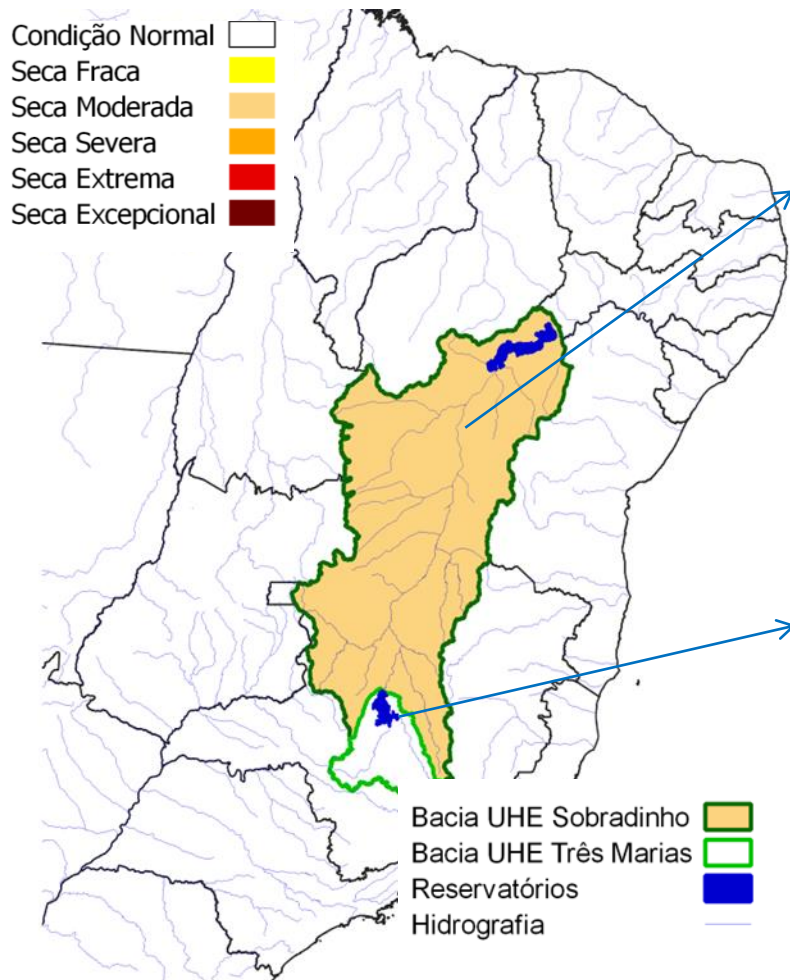 Condição Normal
Seca Fraca
Seca Moderada
Seca Severa
Seca Extrema
Seca Excepcional
Bacia UHE Sobradinho
Bacia UHE Três Marias
Reservatórios
Hidrografia